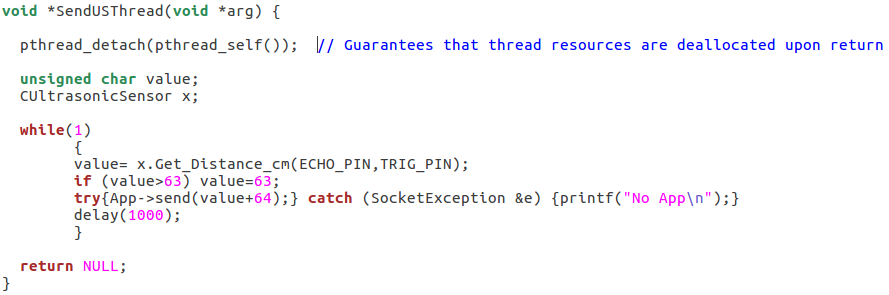 void *SendUSThread(void *arg) {
pthread_detach(pthread_self());  // Guarantees that thread resources are deallocated upon return
unsigned char value;
CUltrasonicSensor x;
while(1)
{
value= x.Get_Distance_cm(ECHO_PIN,TRIG_PIN);
if (value>63) value=63;
try{App->send(value+64);} catch (SocketException &e) {printf("No App\n");}
delay(1000);
}
return NULL;
}